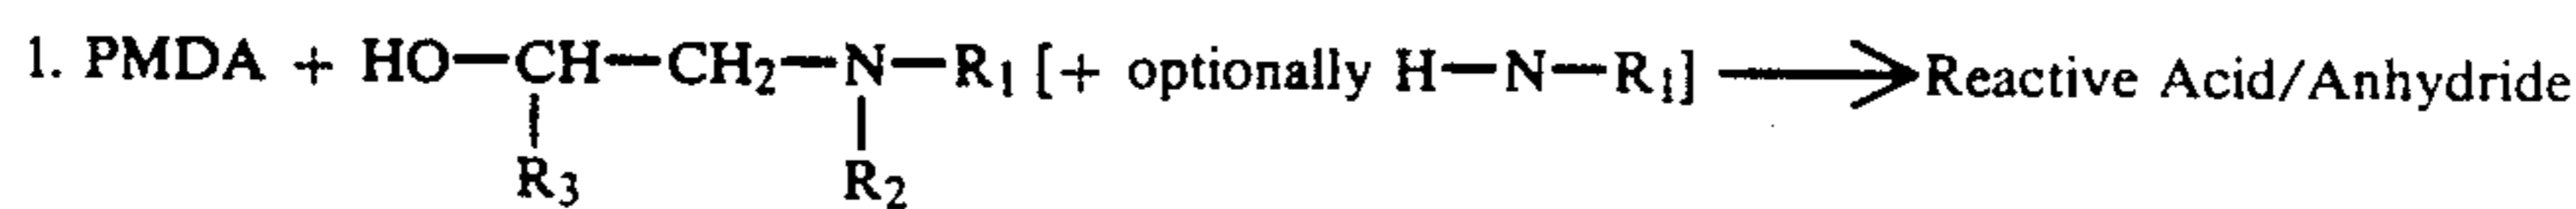 1. PMDA + HO—CH—CH₂—N—R₁ [+ optionally H—N—R₁] ⟶ Reactive Acid/Anhydride
R₃ R₂